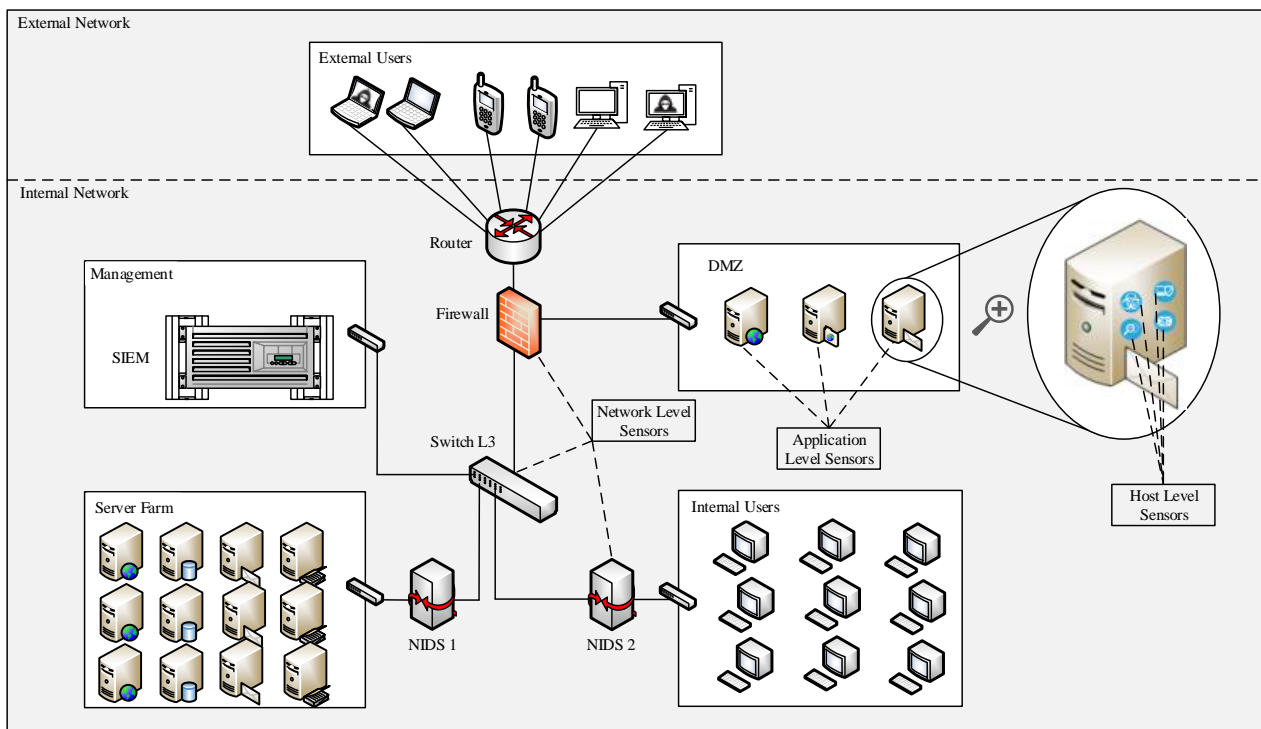 External Network
External Users
Internal Network
Router
Management
DMZ
Firewall
SIEM
Network Level
Sensors
Switch L3
Application
Level Sensors
Server Farm
Internal Users
Host Level
Sensors
NIDS 1
NIDS 2